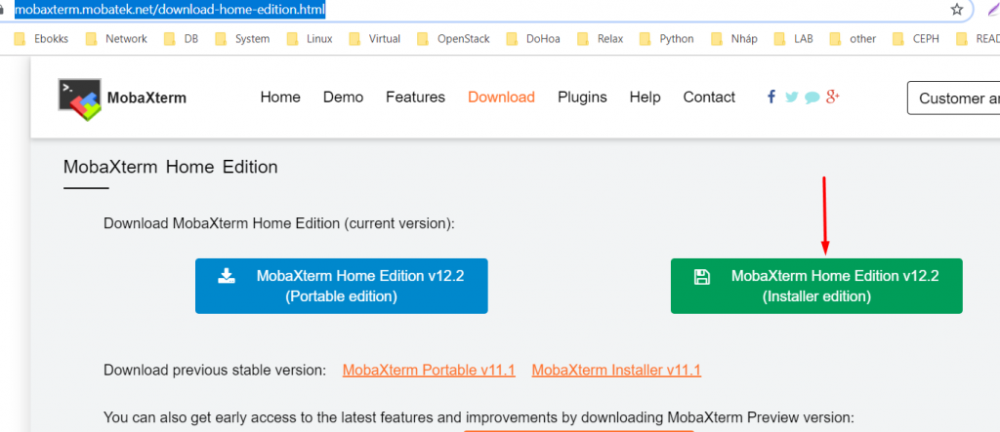 mobaxterm.mobatek.net/download-home-edition.html
Ebokks Network DB System Linux Virtual OpenStack DoHoa Relax Python Nháp LAB other CEPH READ
>_ MobaXterm Home Demo Features Download Plugins Help Contact Customer ar
MobaXterm Home Edition
Download MobaXterm Home Edition (current version):
MobaXterm Home Edition v12.2
(Portable edition)
MobaXterm Home Edition v12.2
(Installer edition)
Download previous stable version: MobaXterm Portable v11.1 MobaXterm Installer v11.1
You can also get early access to the latest features and improvements by downloading MobaXterm Preview version: